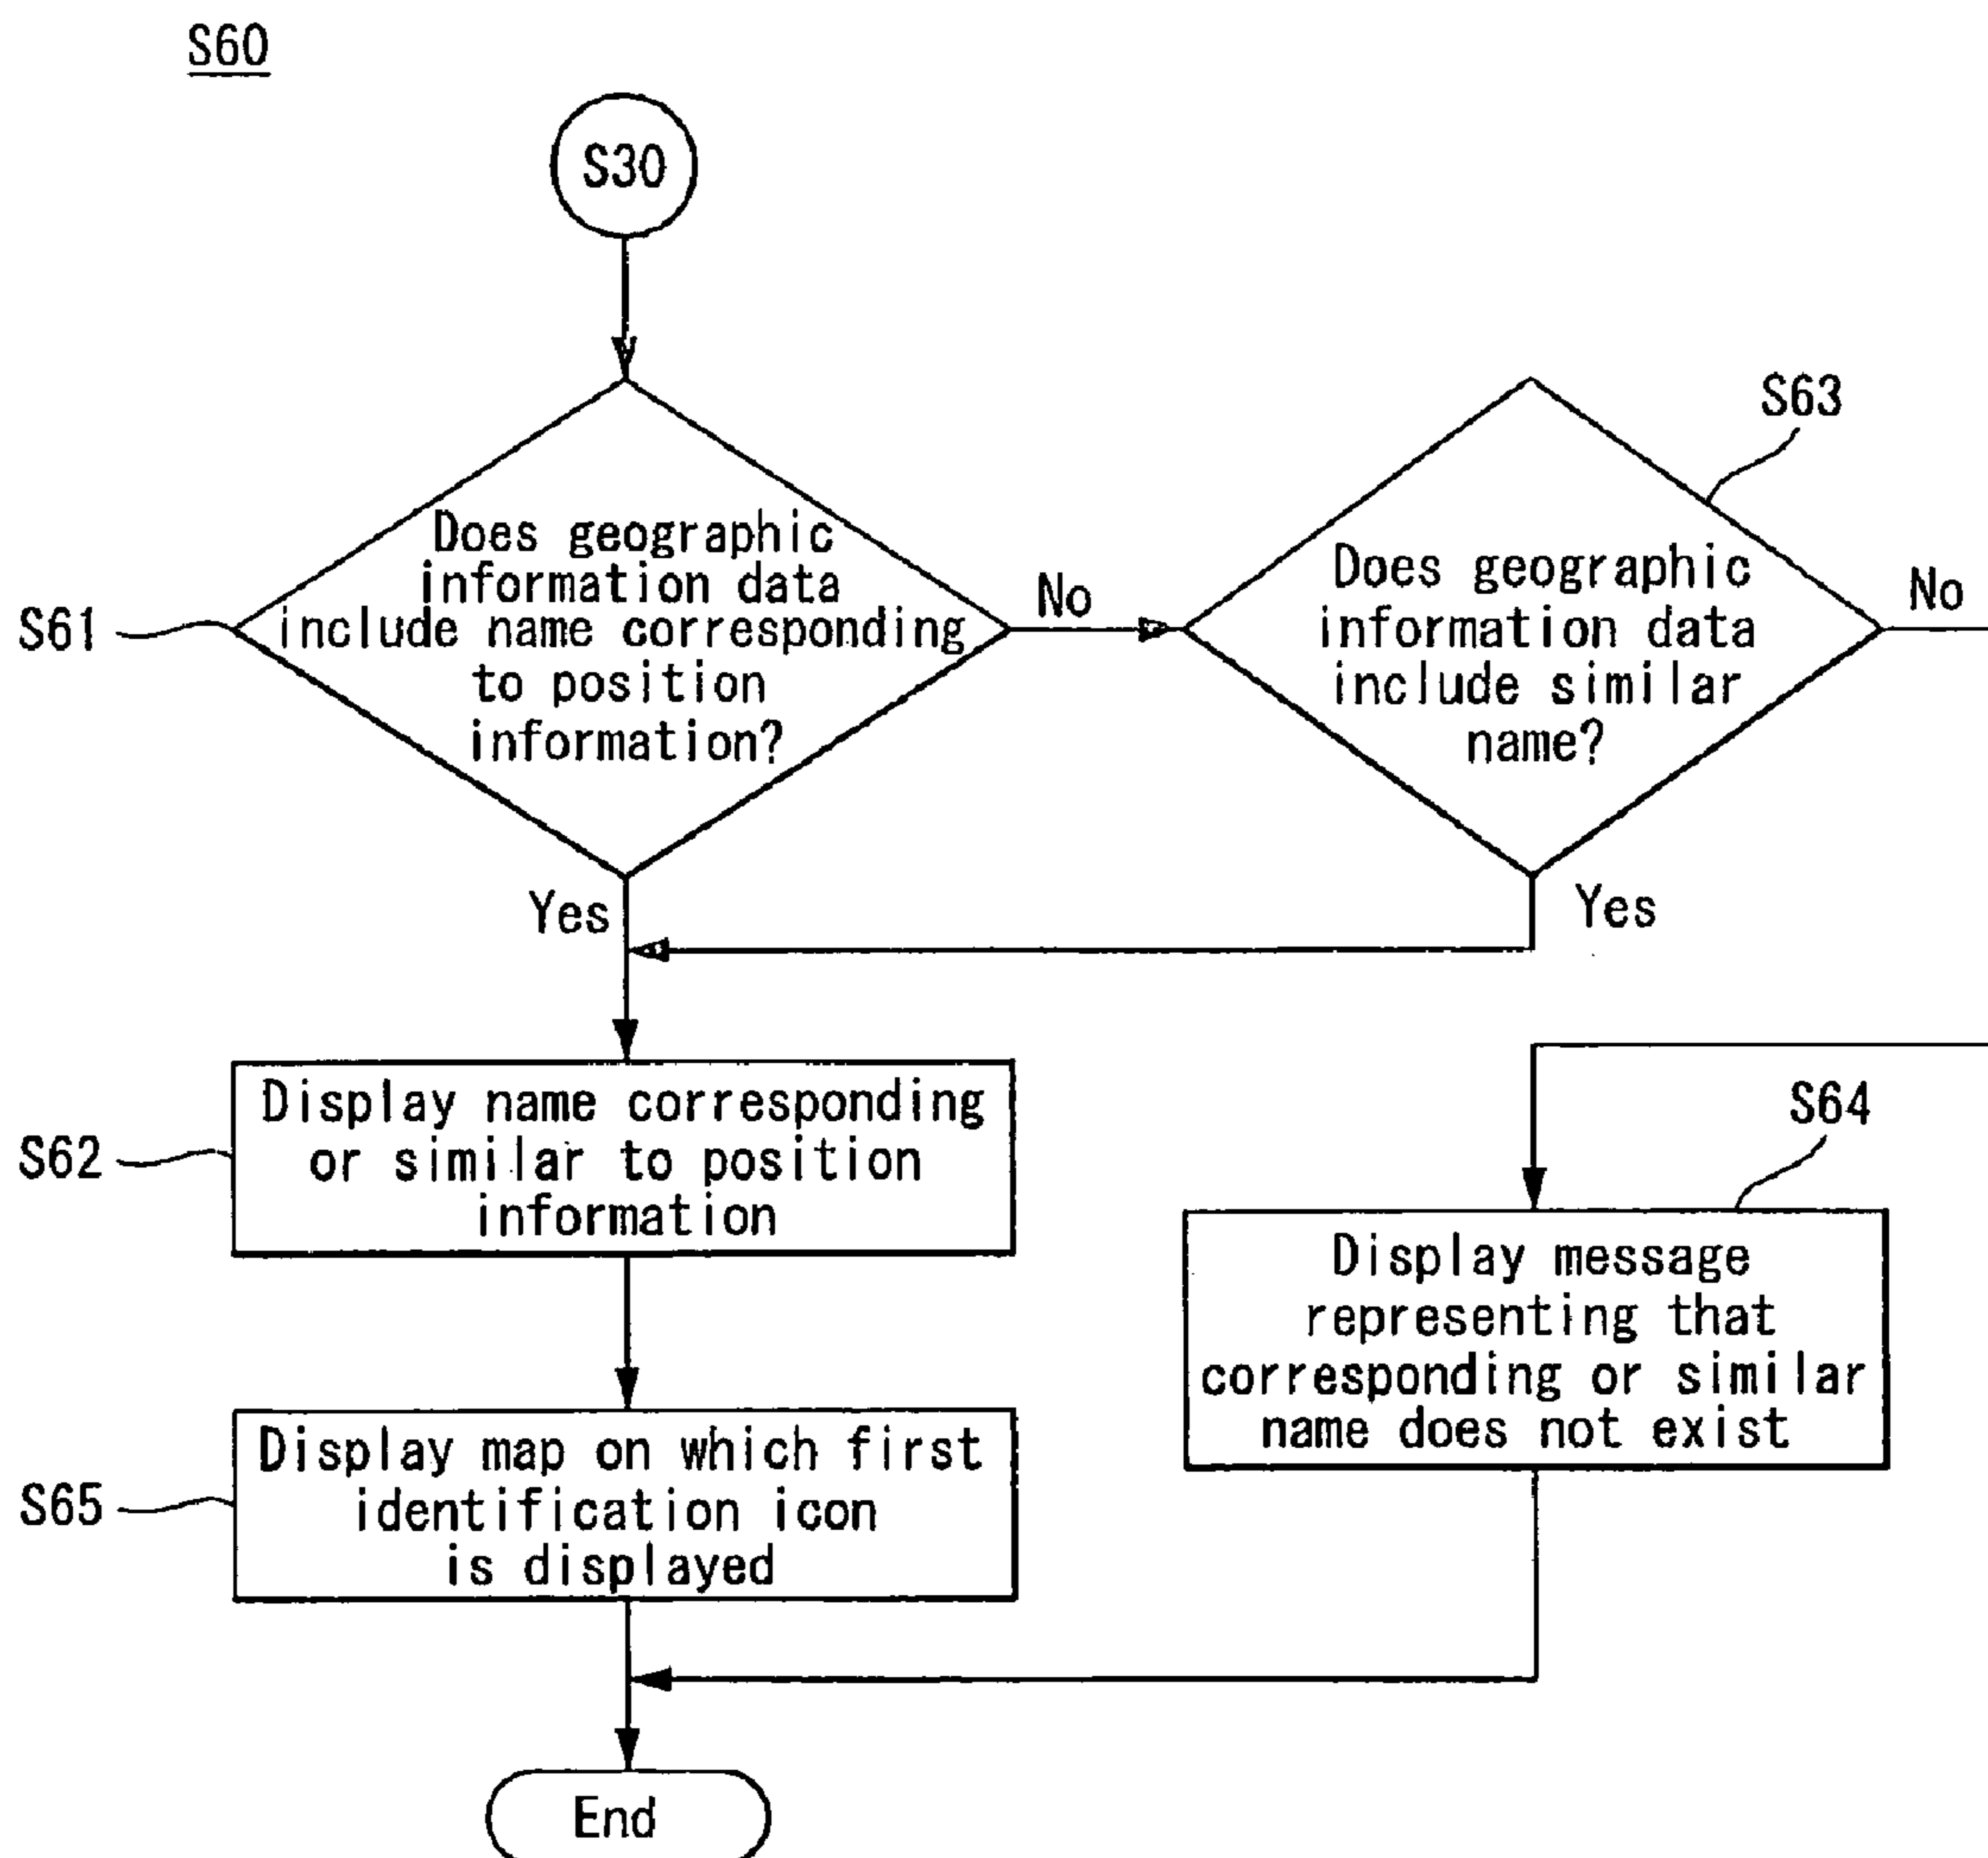 S60
S30
S61
Does geographic
information data
include name corresponding
to position
information?
No
S63
Does geographic
information data
include similar
name?
No
Yes
Yes
S62
Display name corresponding
or similar to position
information
S64
Display message
representing that
corresponding or similar
name does not exist
S65
Display map on which first
identification icon
is displayed
End